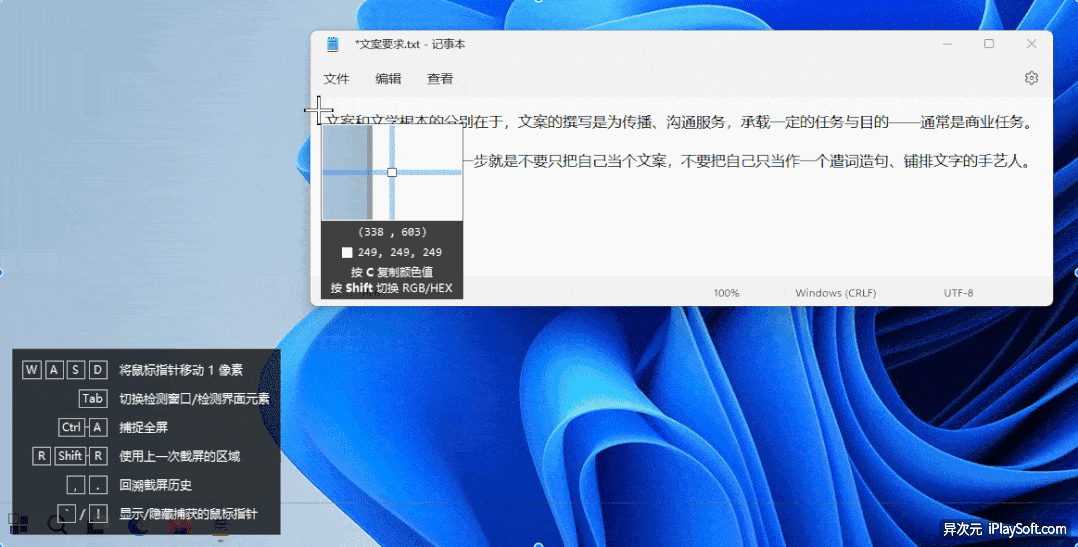 *文案要求.txt - 记事本
文件 编辑 查看
文案和文学根本的分别在于，文案的撰写是为传播、沟通服务，承载一定的任务与目的——通常是商业任务。
一步就是不要只把自己当个文案，不要把自己只当作一个遣词造句、铺排文字的手艺人。
(338 , 603)
249, 249, 249
按 C 复制颜色值
按 Shift 切换 RGB/HEX
100% Windows (CRLF) UTF-8
W A S D 将鼠标指针移动 1 像素
Tab 切换检测窗口/检测界面元素
Ctrl-A 捕捉全屏
R Shift-R 使用上一次截屏的区域
, . 回溯截屏历史
` / ! 显示/隐藏捕获的鼠标指针
异次元 iPlaySoft.com